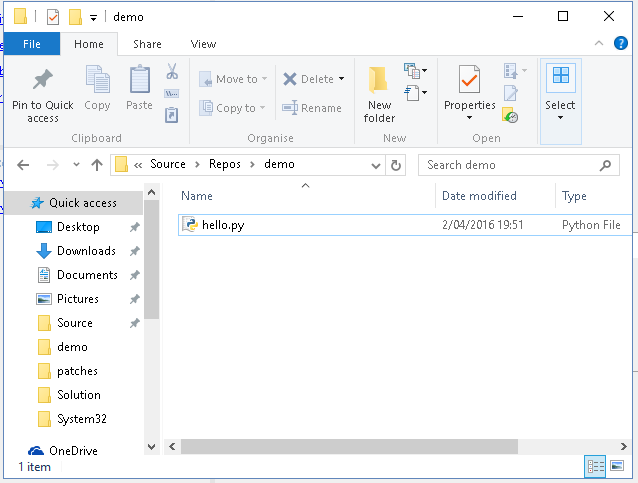 demo
File Home Share View
Pin to Quick access
Copy
Paste
Clipboard
Move to
Copy to
Delete
Rename
Organise
New folder
New
Properties
Open
Select
« Source > Repos > demo
Search demo
Name Date modified Type
hello.py 2/04/2016 19:51 Python File
Quick access
Desktop
Downloads
Documents
Pictures
Source
demo
patches
Solution
System32
OneDrive
1 item